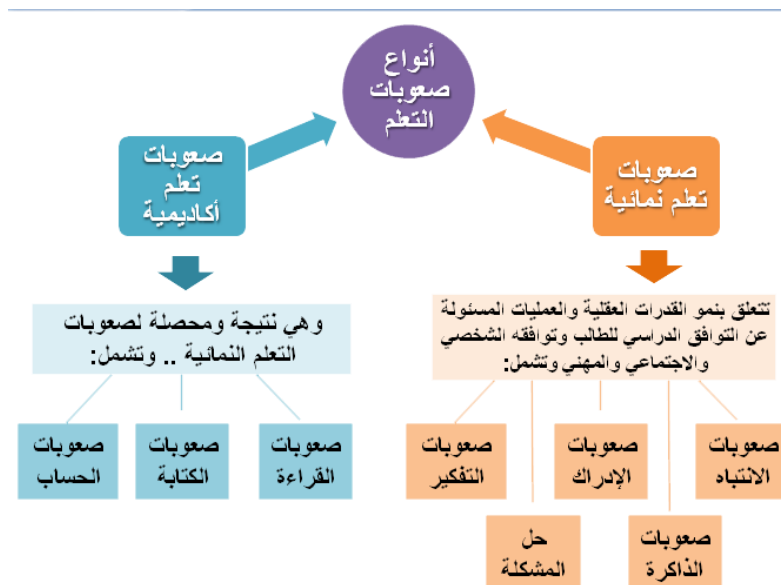 أنواع
صعوبات
التعلم
صعوبات
تعلم نمائية
صعوبات
تعلم
أكاديمية
تتعلق بنمو القدرات العقلية والعمليات المسئولة
عن التوافق الدراسي للطالب وتوافقه الشخصي
والاجتماعي والمهني وتشمل:
وهي نتيجة ومحصلة لصعوبات
التعلم النمائية .. وتشمل:
صعوبات
الانتباه
صعوبات
الذاكرة
صعوبات
الإدراك
حل
المشكلة
صعوبات
التفكير
صعوبات
القراءة
صعوبات
الكتابة
صعوبات
الحساب